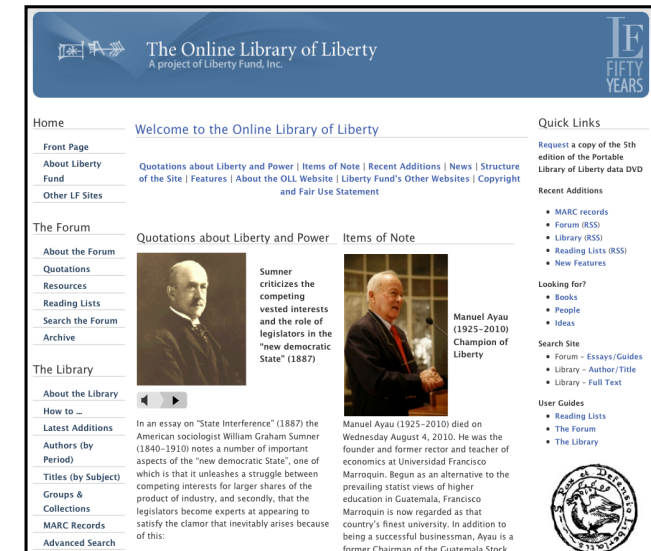 The Online Library of Liberty
A project of Liberty Fund, Inc.
LF
FIFTY
YEARS
Home
Front Page
About Liberty
Fund
Other LF Sites
The Forum
About the Forum
Quotations
Resources
Reading Lists
Search the Forum
Archive
The Library
About the Library
How to ...
Latest Additions
Authors (by
Period)
Titles (by Subject)
Groups &
Collections
MARC Records
Advanced Search
Welcome to the Online Library of Liberty
Quotations about Liberty and Power | Items of Note | Recent Additions | News | Structure
of the Site | Features | About the OLL Website | Liberty Fund's Other Websites | Copyright
and Fair Use Statement
Quotations about Liberty and Power
Sumner
criticizes the
competing
vested interests
and the role of
legislators in the
"new democratic
State" (1887)
In an essay on "State Interference" (1887) the
American sociologist William Graham Sumner
(1840-1910) notes a number of important
aspects of the "new democratic State", one of
which is that it unleashes a struggle between
competing interests for larger shares of the
product of industry, and secondly, that the
legislators become experts at appearing to
satisfy the clamor that inevitably arises because
of this:
Items of Note
Manuel Ayau
(1925-2010)
Champion of
Liberty
Manuel Ayau (1925-2010) died on
Wednesday August 4, 2010. He was the
founder and former rector and teacher of
economics at Universidad Francisco
Marroquin. Begun as an alternative to the
prevailing statist views of higher
education in Guatemala, Francisco
Marroquin is now regarded as that
country's finest university. In addition to
being a successful businessman, Ayau is a
former Chairman of the Guatemala Stock
Quick Links
Request a copy of the 5th
edition of the Portable
Library of Liberty data DVD
Recent Additions
MARC records
Forum (RSS)
Library (RSS)
Reading Lists (RSS)
New Features
Looking for?
Books
People
Ideas
Search Site
Forum - Essays/Guides
Library - Author/Title
Library - Full Text
User Guides
Reading Lists
The Forum
The Library
Pax et Defensio Libertatis